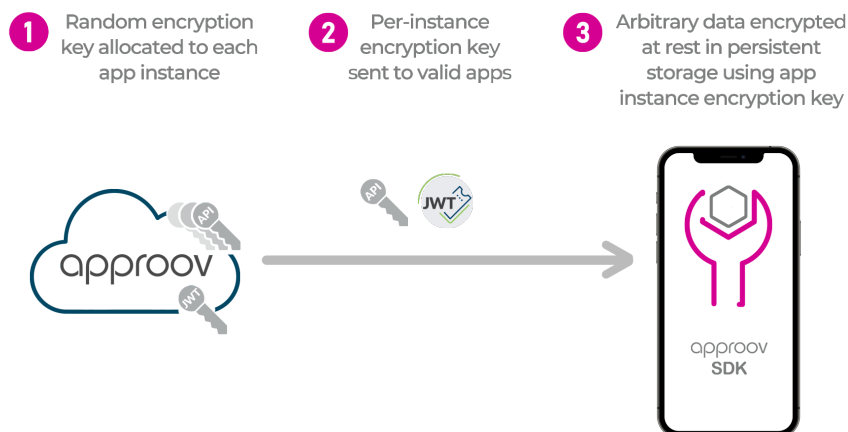 1
Random encryption
key allocated to each
app instance
2
Per-instance
encryption key
sent to valid apps
3
Arbitrary data encrypted
at rest in persistent
storage using app
instance encryption key
API
approov
JWT
API
JWT
approov
SDK